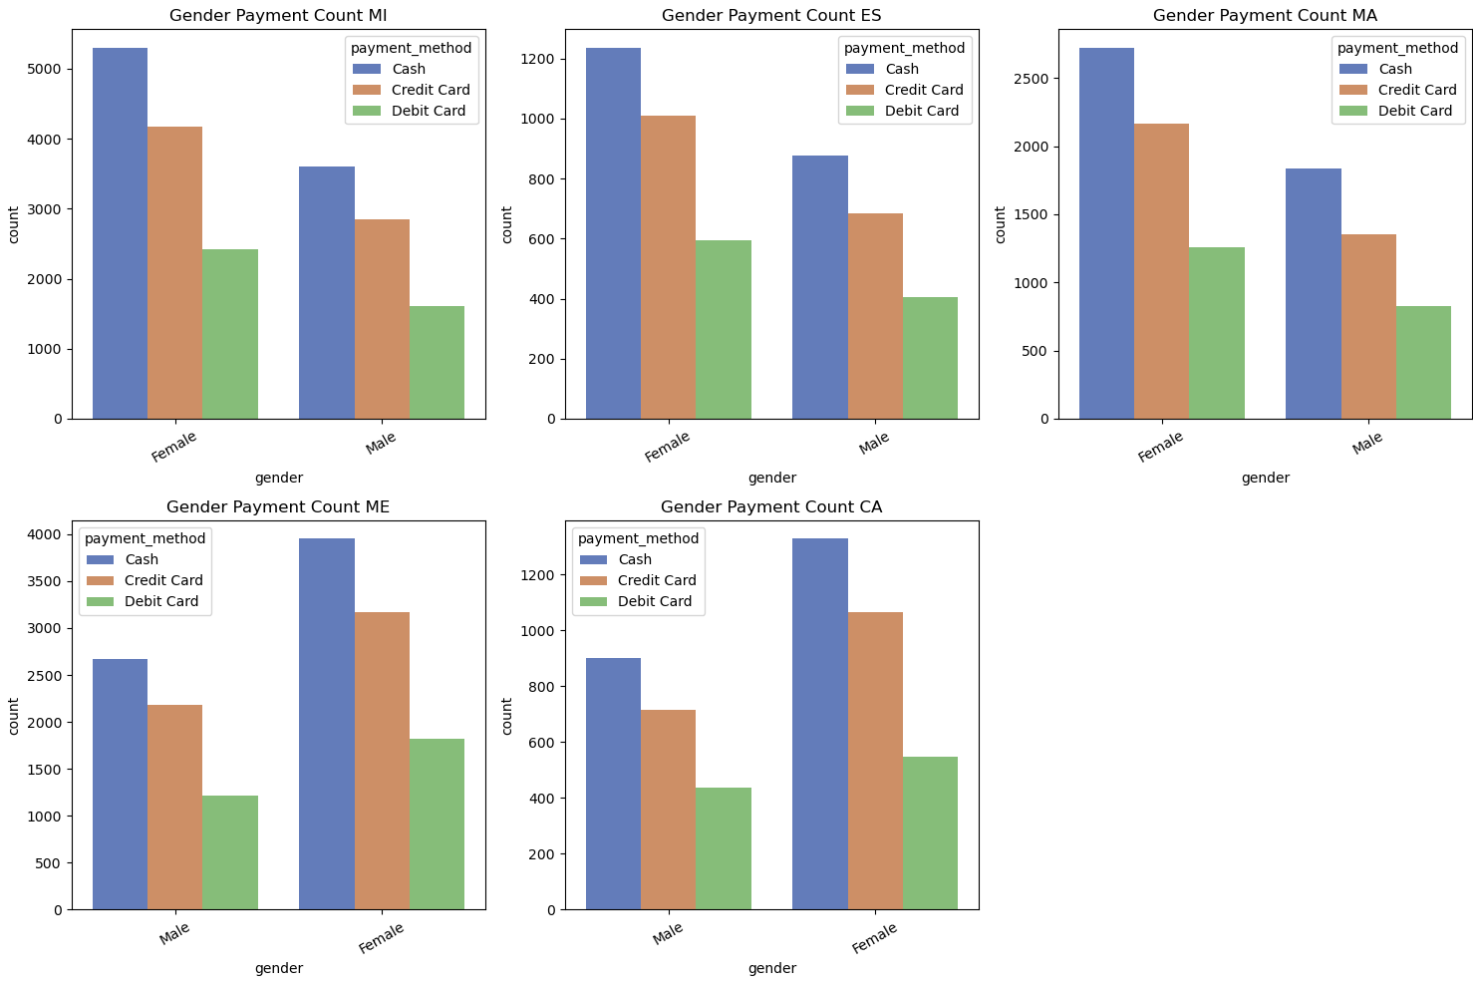 Gender Payment Count MI
5000
4000
3000
2000
1000
0
count
payment_method
Cash
Credit Card
Debit Card
Female
Male
gender
Gender Payment Count ES
1200
1000
800
600
400
200
0
count
payment_method
Cash
Credit Card
Debit Card
Female
Male
gender
Gender Payment Count MA
2500
2000
1500
1000
500
0
count
payment_method
Cash
Credit Card
Debit Card
Female
Male
gender
Gender Payment Count ME
4000
3500
3000
2500
2000
1500
1000
500
0
count
payment_method
Cash
Credit Card
Debit Card
Male
Female
gender
Gender Payment Count CA
1200
1000
800
600
400
200
0
count
payment_method
Cash
Credit Card
Debit Card
Male
Female
gender